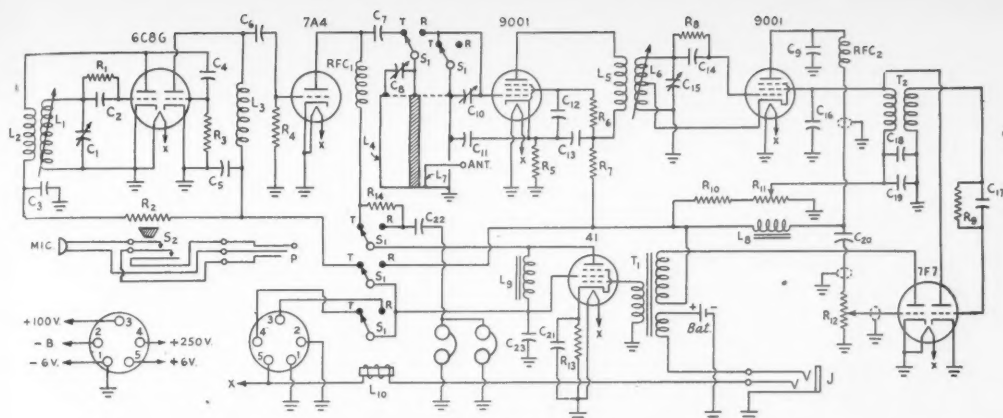 6C8G
C6
7A4
C7
T
R
S1
T
R
S1
9001
R8
9001
C9
RFC2
T2
R1
C2
C4
L2
L1
C1
R3
L3
R4
RFC1
C8
C10
C12
R6
L5
L6
C14
C15
C16
C18
C19
C17
R9
C3
C5
L4
C11
L7
ANT.
R5
C13
R7
R10
R11
L8
C20
R2
MIC.
S2
P
R14
T
R
S1
C22
T
R
S1
T
R
S1
L9
41
T1
Bat.
7F7
R12
+100V.
-B
-6V.
3
2
4
1
5
+250V.
+6V.
3
4
2
5
1
X
L10
C23
C21
R13
J
X
X
X
X
X
X